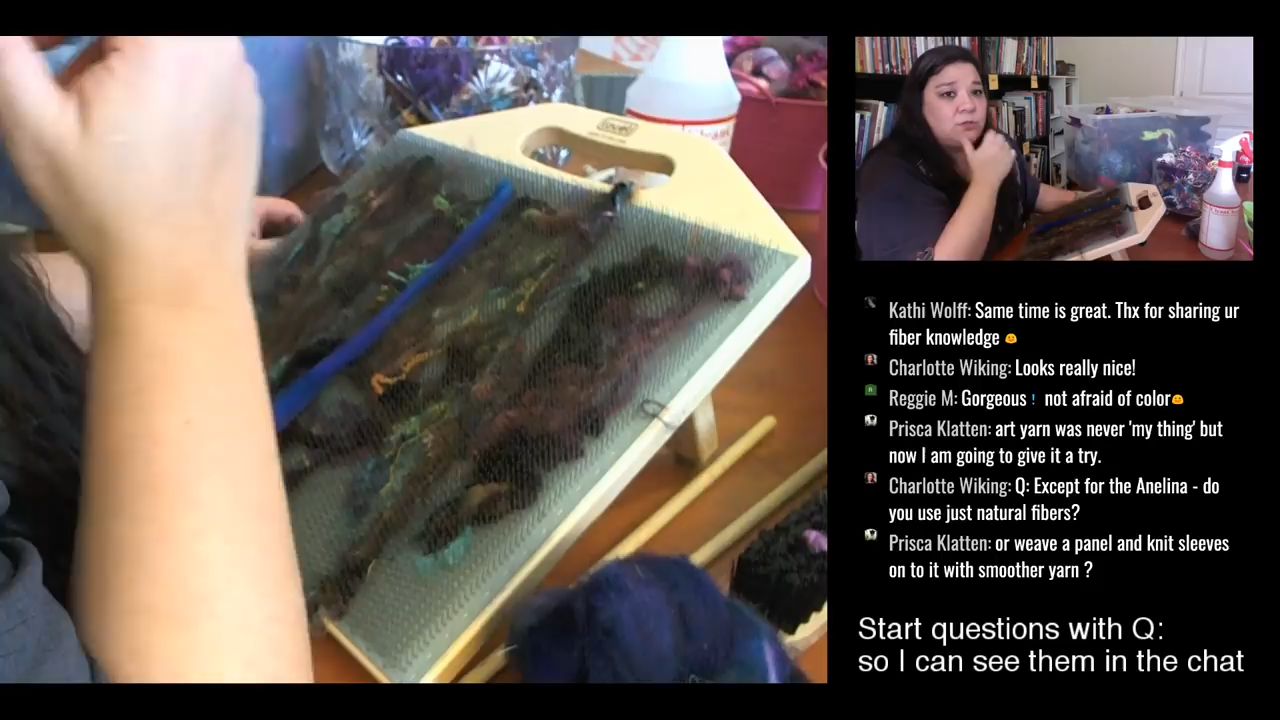 Kathi Wolff: Same time is great. Thx for sharing ur
fiber knowledge
Charlotte Wiking: Looks really nice!
Reggie M: Gorgeous ! not afraid of color
Prisca Klatten: art yarn was never 'my thing' but
now I am going to give it a try.
Charlotte Wiking: Q: Except for the Anelina - do
you use just natural fibers?
Prisca Klatten: or weave a panel and knit sleeves
on to it with smoother yarn ?
Start questions with Q:
so I can see them in the chat